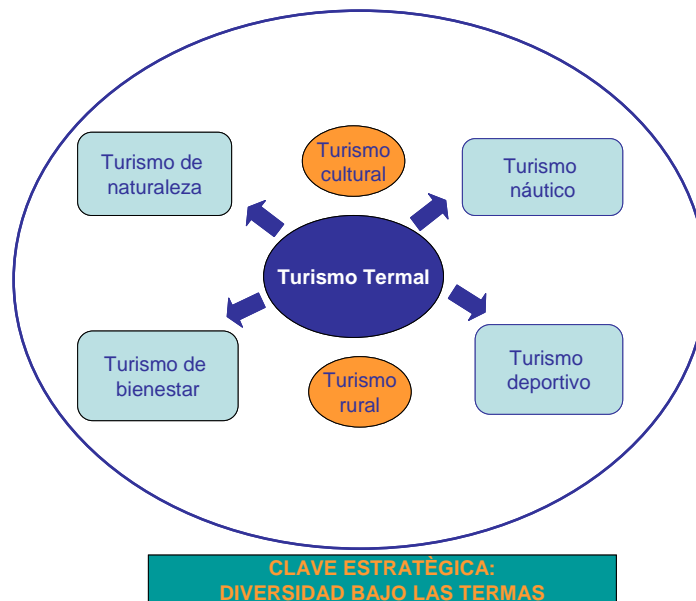 Turismo
cultural
Turismo de
naturaleza
Turismo
náutico
Turismo Termal
Turismo de
bienestar
Turismo
rural
Turismo
deportivo
CLAVE ESTRATÈGICA:
DIVERSIDAD BAJO LAS TERMAS